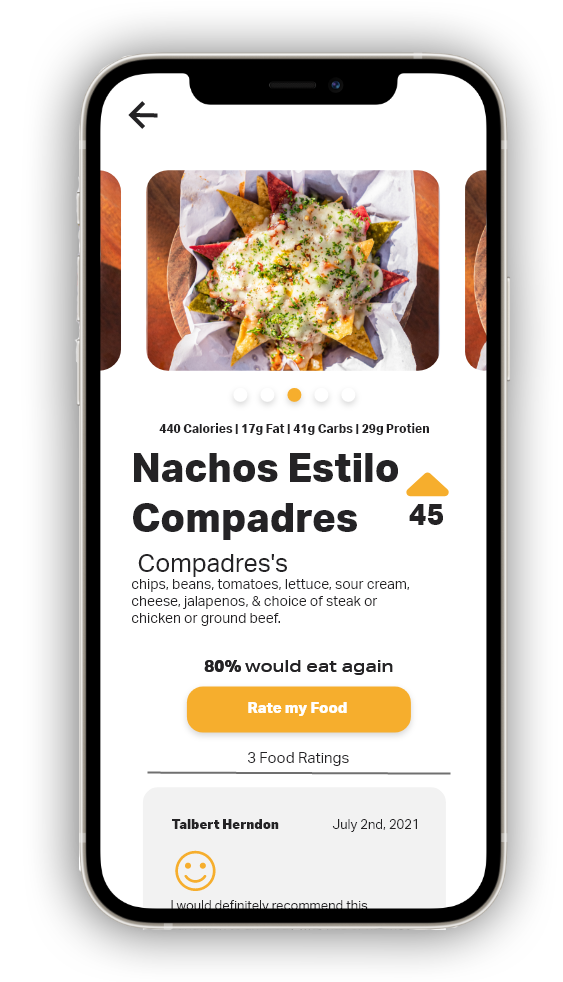 440 Calories | 17g Fat | 41g Carbs | 29g Protien
Nachos Estilo
Compadres
45
Compadres's
chips, beans, tomatoes, lettuce, sour cream,
cheese, jalapenos, & choice of steak or
chicken or ground beef.
80% would eat again
Rate my Food
3 Food Ratings
Talbert Herndon
July 2nd, 2021
I would definitely recommend this